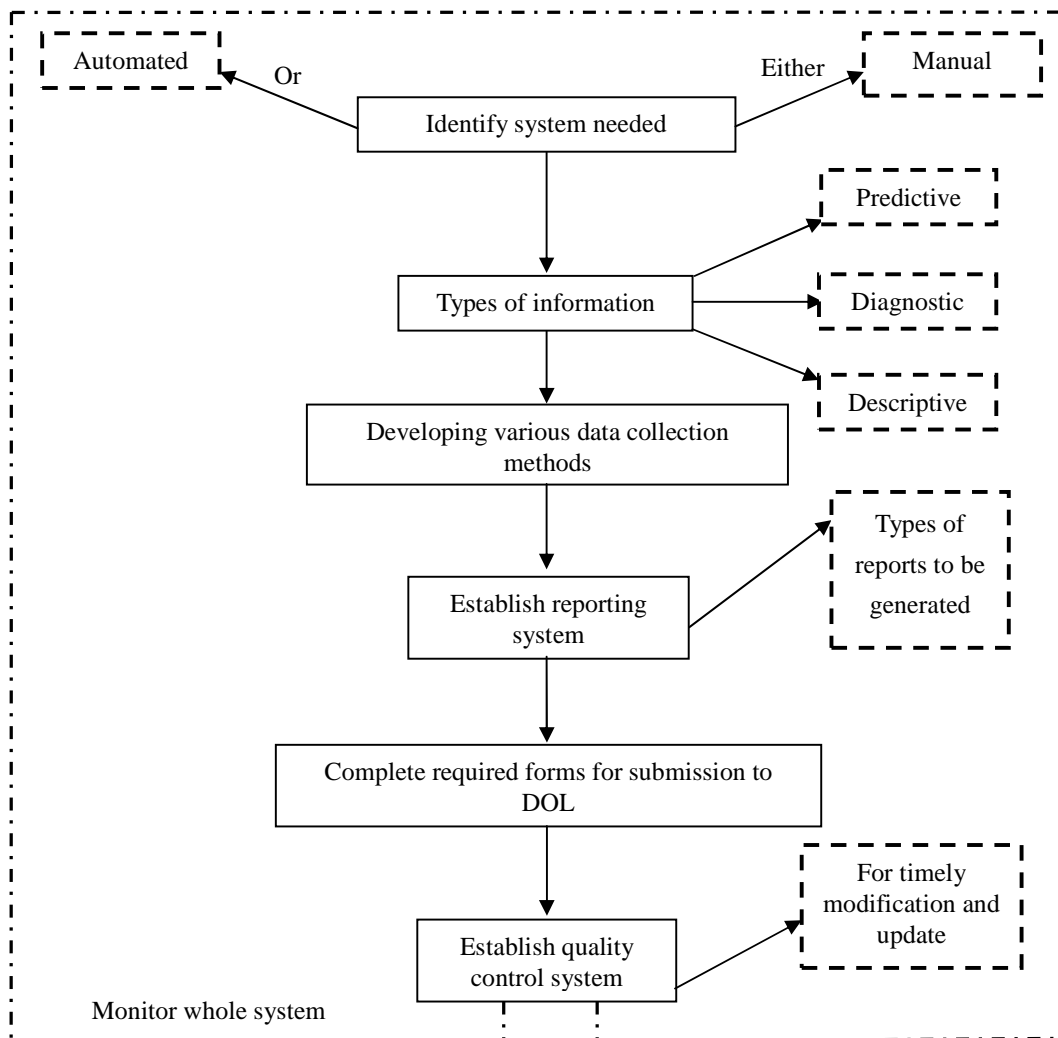 Automated
Or
Either
Manual
Identify system needed
Predictive
Types of information
Diagnostic
Descriptive
Developing various data collection
methods
Types of
reports to be
generated
Establish reporting
system
Complete required forms for submission to
DOL
For timely
modification and
update
Establish quality
control system
Monitor whole system